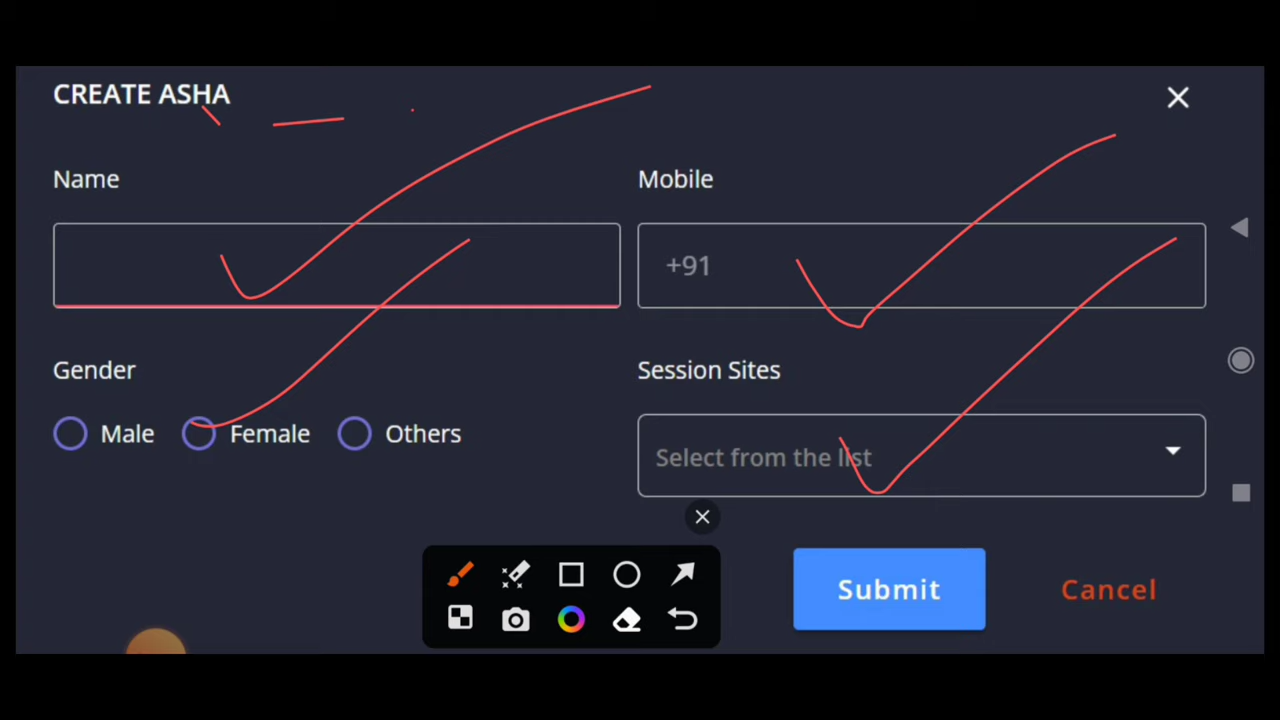 CREATE ASHA
Name
Mobile
+91
Gender
Session Sites
Male Female Others
Select from the list
Submit
Cancel